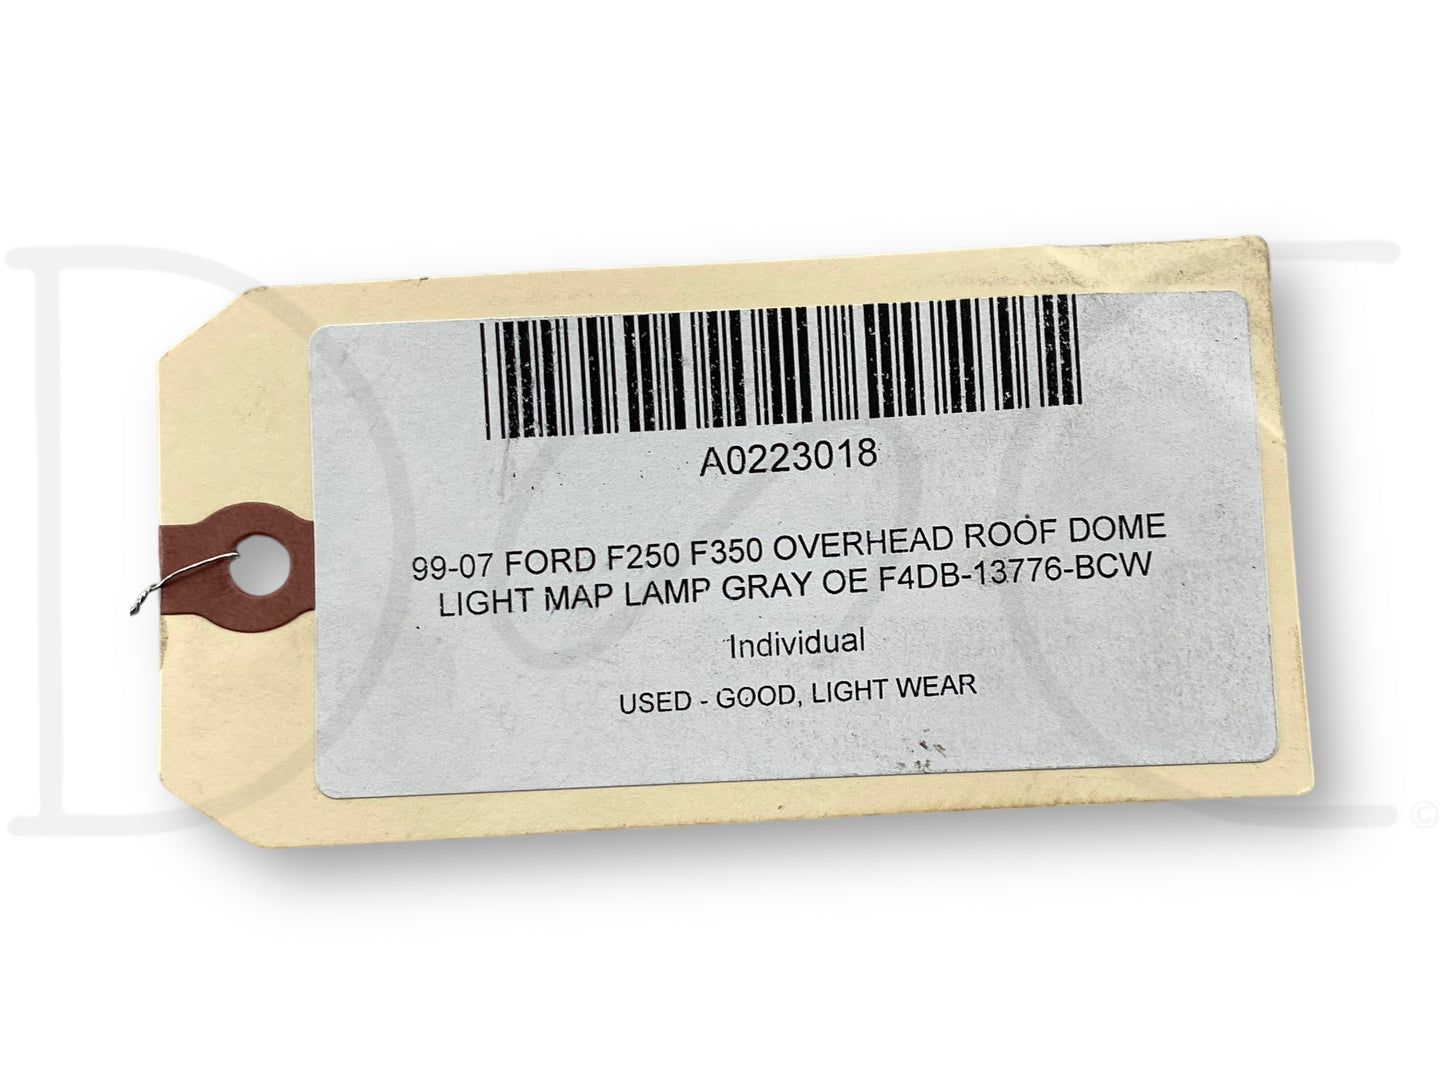 A0223018
99-07 FORD F250 F350 OVERHEAD ROOF DOME
LIGHT MAP LAMP GRAY OE F4DB-13776-BCW
Individual
USED - GOOD, LIGHT WEAR
©